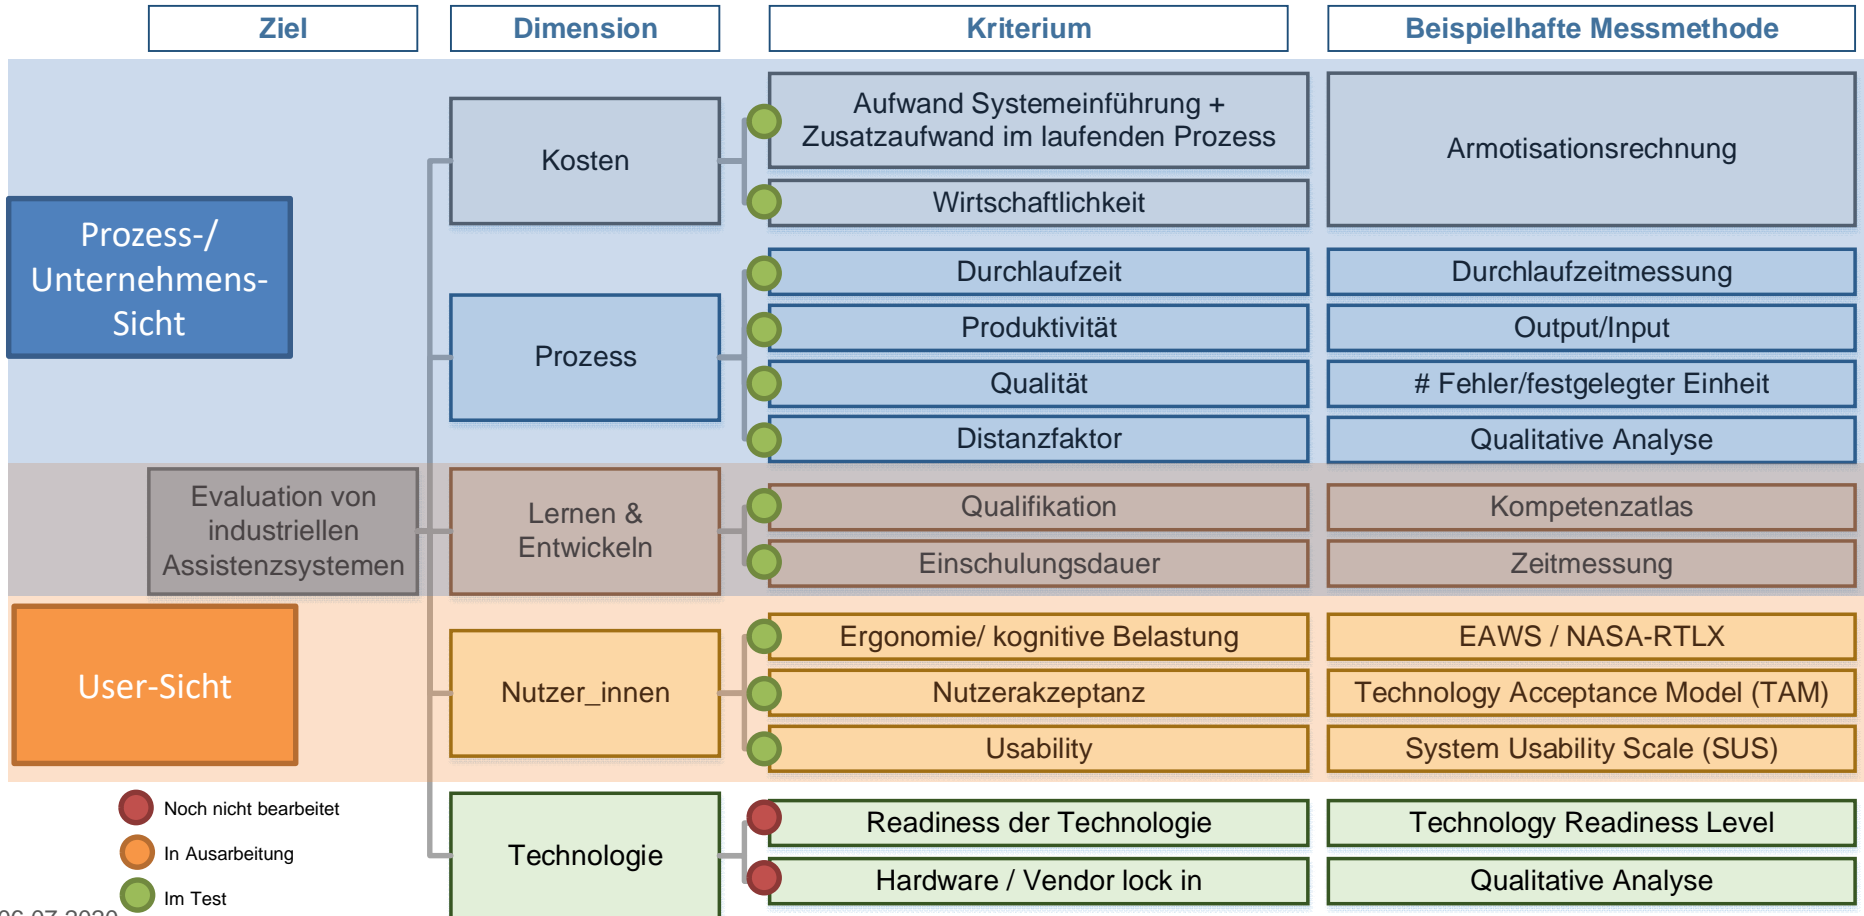 Ziel
Dimension
Kriterium
Beispielhafte Messmethode
Prozess-/
Unternehmens-
Sicht
Kosten
Aufwand Systemeinführung +
Zusatzaufwand im laufenden Prozess
Wirtschaftlichkeit
Armotisationsrechnung
Prozess
Durchlaufzeit
Durchlaufzeitmessung
Produktivität
Output/Input
Qualität
# Fehler/festgelegter Einheit
Distanzfaktor
Qualitative Analyse
Evaluation von
industriellen
Assistenzsystemen
Lernen &
Entwickeln
Qualifikation
Kompetenzatlas
Einschulungsdauer
Zeitmessung
User-Sicht
Nutzer_innen
Ergonomie/ kognitive Belastung
EAWS / NASA-RTLX
Nutzerakzeptanz
Technology Acceptance Model (TAM)
Usability
System Usability Scale (SUS)
Technologie
Readiness der Technologie
Technology Readiness Level
Hardware / Vendor lock in
Qualitative Analyse
Noch nicht bearbeitet
In Ausarbeitung
Im Test